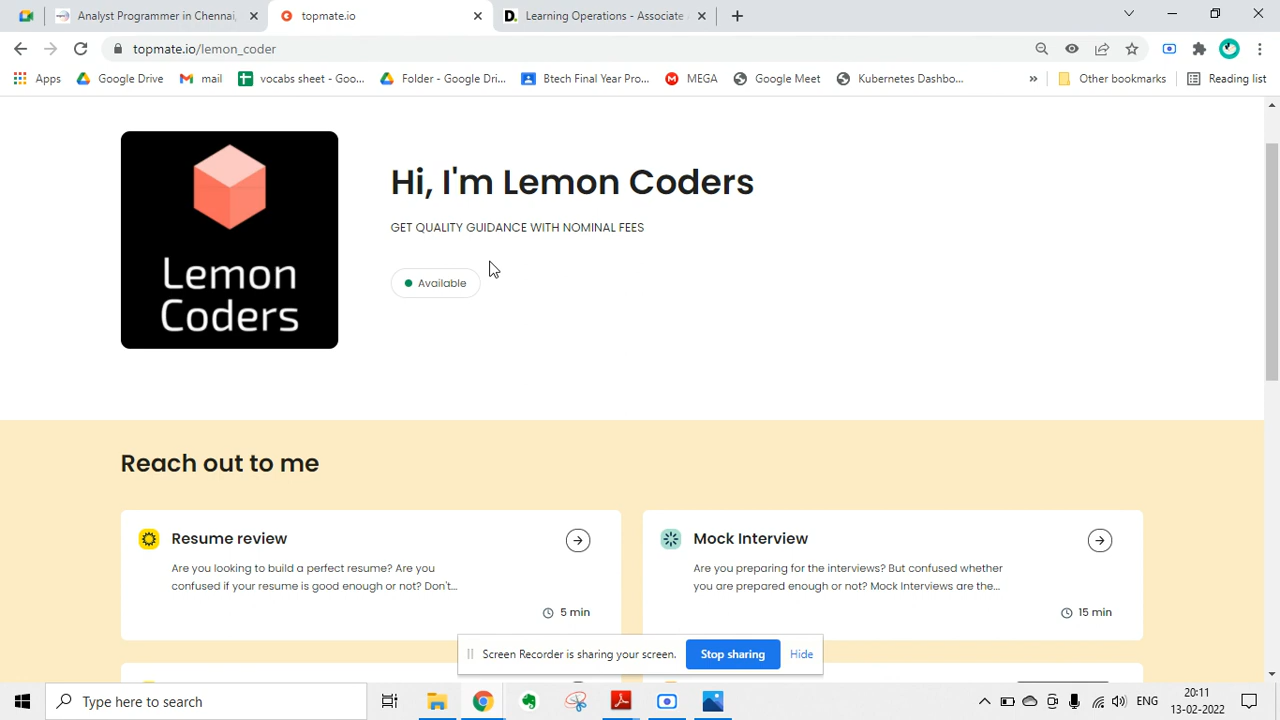 Analyst Programmer in Chennai,
topmate.io
Learning Operations - Associate
topmate.io/lemon_coder
Apps
Google Drive
mail
vocabs sheet - Goo...
Folder - Google Dri...
Btech Final Year Pro...
MEGA
Google Meet
Kubernetes Dashbo...
»
Other bookmarks
Reading list
Lemon
Coders
Hi, I'm Lemon Coders
GET QUALITY GUIDANCE WITH NOMINAL FEES
Available
Reach out to me
Resume review
Are you looking to build a perfect resume? Are you
confused if your resume is good enough or not? Don't...
5 min
Mock Interview
Are you preparing for the interviews? But confused whether
you are prepared enough or not? Mock Interviews are the...
15 min
Screen Recorder is sharing your screen.
Stop sharing
Hide
Type here to search
ENG
20:11
13-02-2022